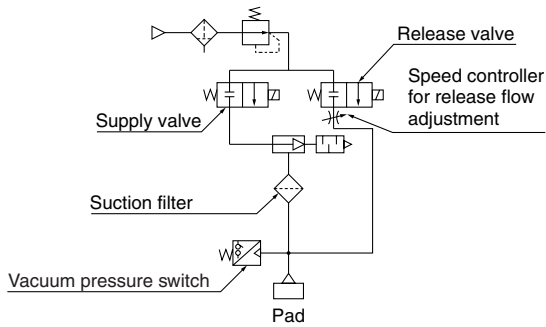 Release valve
Speed controller
for release flow
adjustment
Supply valve
Suction filter
Vacuum pressure switch
Pad